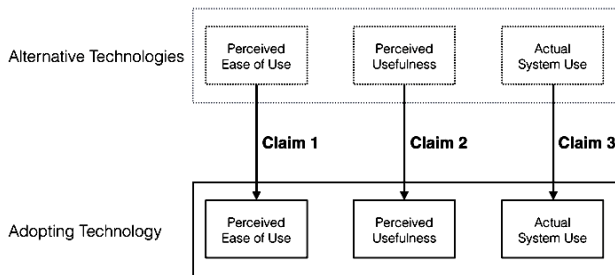 Alternative Technologies
Perceived
Ease of Use
Perceived
Usefulness
Actual
System Use
Claim 1
Claim 2
Claim 3
Adopting Technology
Perceived
Ease of Use
Perceived
Usefulness
Actual
System Use